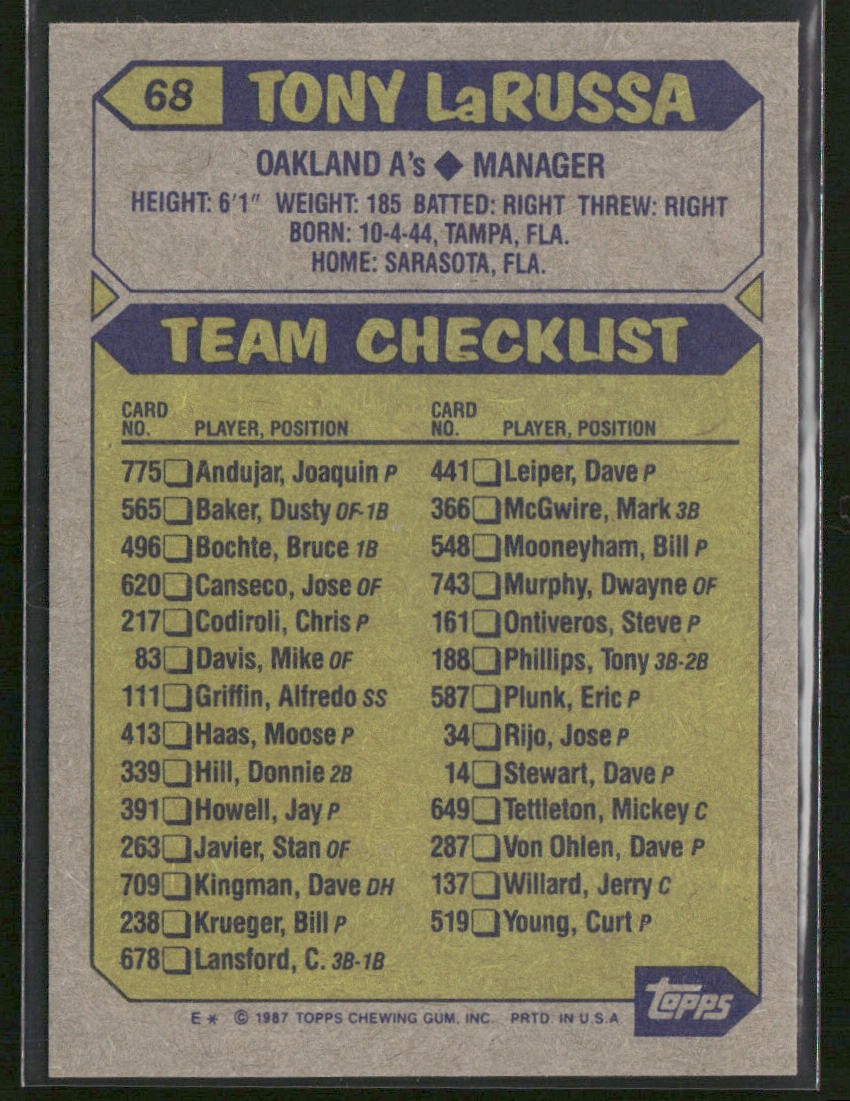 68 TONY LaRUSSA
OAKLAND A's ◆ MANAGER
HEIGHT: 6'1" WEIGHT: 185 BATTED: RIGHT THREW: RIGHT
BORN: 10-4-44, TAMPA, FLA.
HOME: SARASOTA, FLA.
TEAM CHECKLIST
CARD NO. PLAYER, POSITION
775 Andujar, Joaquin P
565 Baker, Dusty OF-1B
496 Bochte, Bruce 1B
620 Canseco, Jose OF
217 Codiroli, Chris P
83 Davis, Mike OF
111 Griffin, Alfredo SS
413 Haas, Moose P
339 Hill, Donnie 2B
391 Howell, Jay P
263 Javier, Stan OF
709 Kingman, Dave DH
238 Krueger, Bill P
678 Lansford, C. 3B-1B
CARD NO. PLAYER, POSITION
441 Leiper, Dave P
366 McGwire, Mark 3B
548 Mooneyham, Bill P
743 Murphy, Dwayne OF
161 Ontiveros, Steve P
188 Phillips, Tony 3B-2B
587 Plunk, Eric P
34 Rijo, Jose P
14 Stewart, Dave P
649 Tettleton, Mickey C
287 Von Ohlen, Dave P
137 Willard, Jerry C
519 Young, Curt P
topps
E* © 1987 TOPPS CHEWING GUM, INC. PRTD. IN U.S.A.